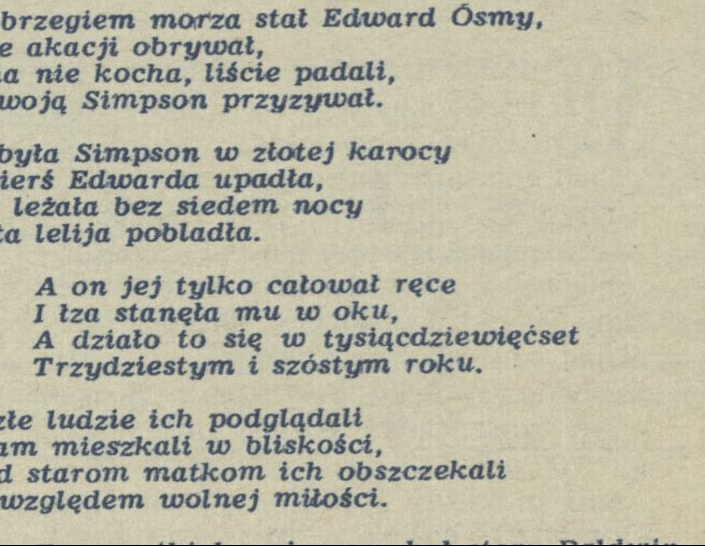 brzegiem morza stał Edward Ósmy,
e akacji obrywał,
na nie kocha, liście padali,
woją Simpson przyzywał.
była Simpson w złotej karocy
ierś Edwarda upadła,
leżała bez siedem nocy
ta lelija pobladła.
A on jej tylko całował ręce
I łza stanęła mu w oku,
A działo to się w tysiącdziewięćset
Trzydziestym i szóstym roku.
złe ludzie ich podglądali
am mieszkali w bliskości,
d starom matkom ich obszczekali
względem wolnej miłości.